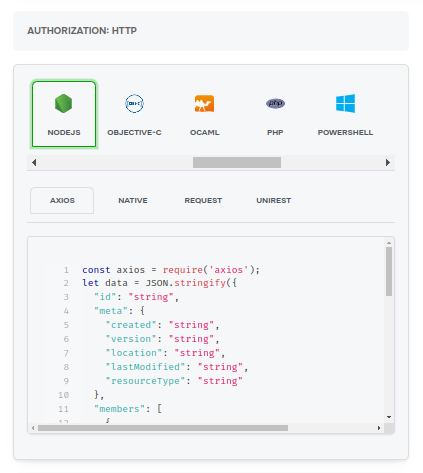 AUTHORIZATION: HTTP
NODEJS
OBJECTIVE-C
OCAML
php
PHP
POWERSHELL
AXIOS
NATIVE
REQUEST
UNIREST
1 const axios = require('axios');
2 let data = JSON.stringify({
3 "id": "string",
4 "meta": {
5 "created": "string",
6 "version": "string",
7 "location": "string",
8 "lastModified": "string",
9 "resourceType": "string"
10 },
11 "members": [
12 {